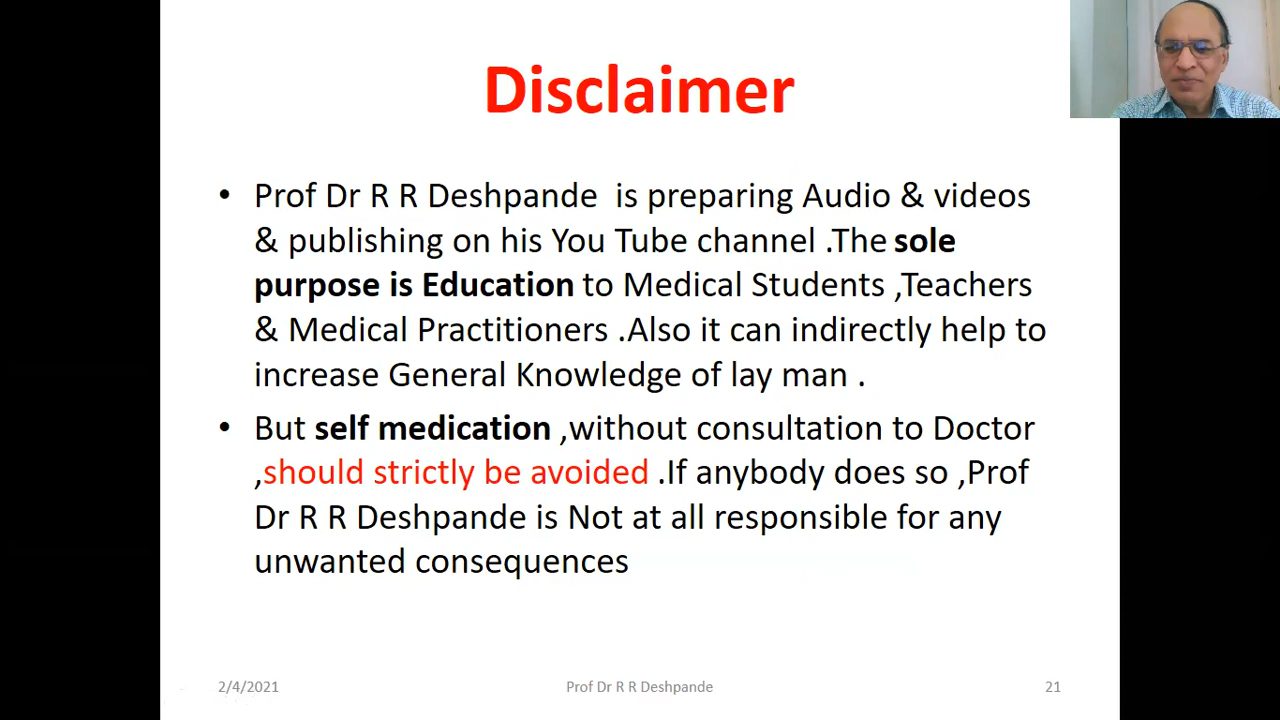 Disclaimer
• Prof Dr R R Deshpande is preparing Audio & videos
& publishing on his You Tube channel .The sole
purpose is Education to Medical Students ,Teachers
& Medical Practitioners .Also it can indirectly help to
increase General Knowledge of lay man .
• But self medication ,without consultation to Doctor
,should strictly be avoided .If anybody does so ,Prof
Dr R R Deshpande is Not at all responsible for any
unwanted consequences
2/4/2021 Prof Dr R R Deshpande 21